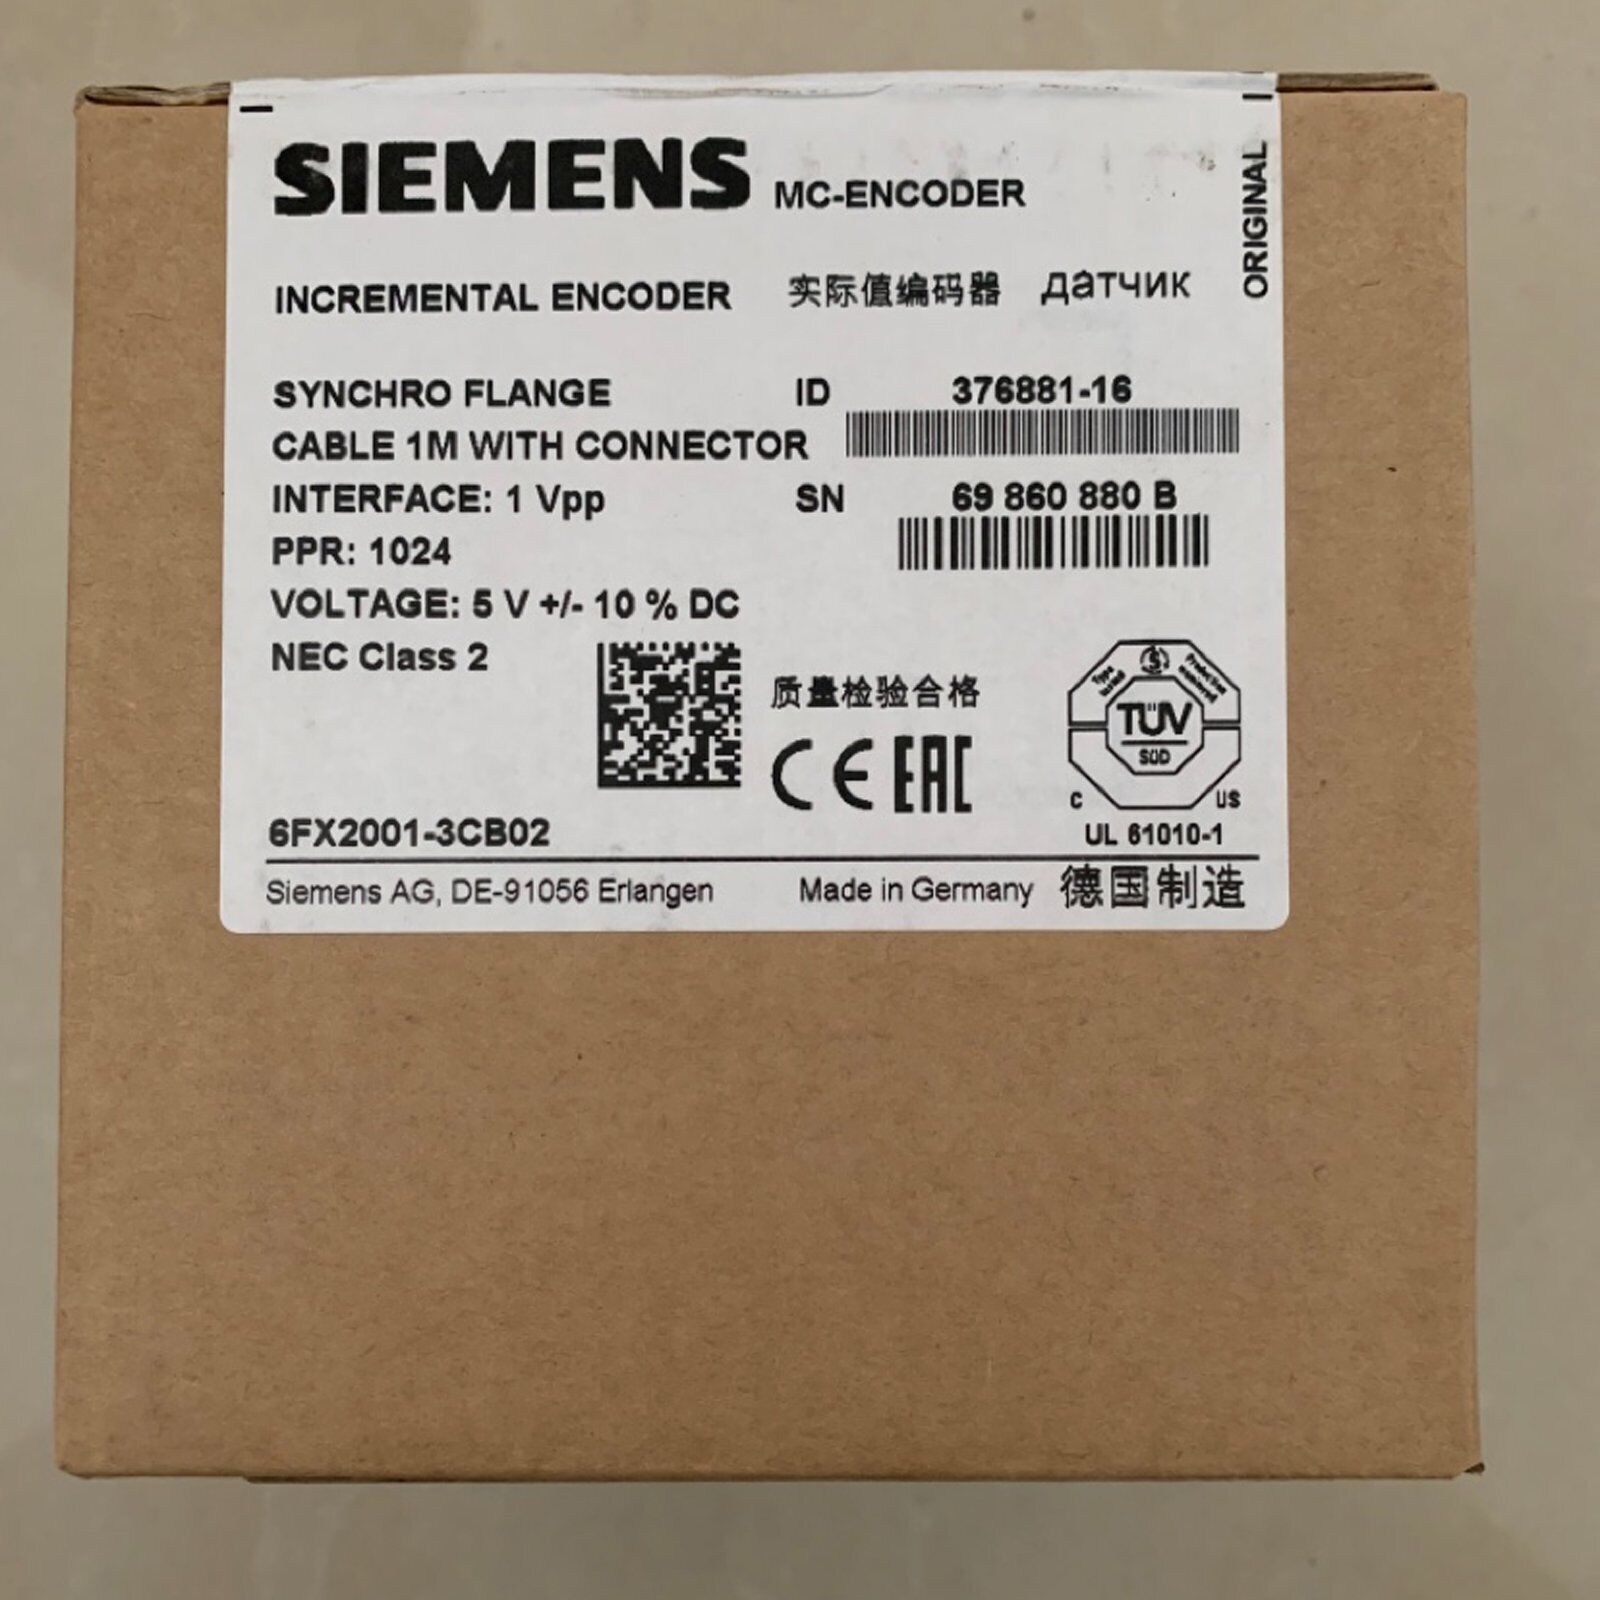 SIEMENS MC-ENCODER
ORIGINAL
INCREMENTAL ENCODER 实际值编码器 датчик
SYNCHRO FLANGE ID 376881-16
CABLE 1M WITH CONNECTOR
INTERFACE: 1 Vpp SN 69 860 880 B
PPR: 1024
VOLTAGE: 5 V +/- 10 % DC
NEC Class 2
质量检验合格
CE EAC
TÜV
SÜD
C US
6FX2001-3CB02 UL 61010-1
Siemens AG, DE-91056 Erlangen Made in Germany 德国制造